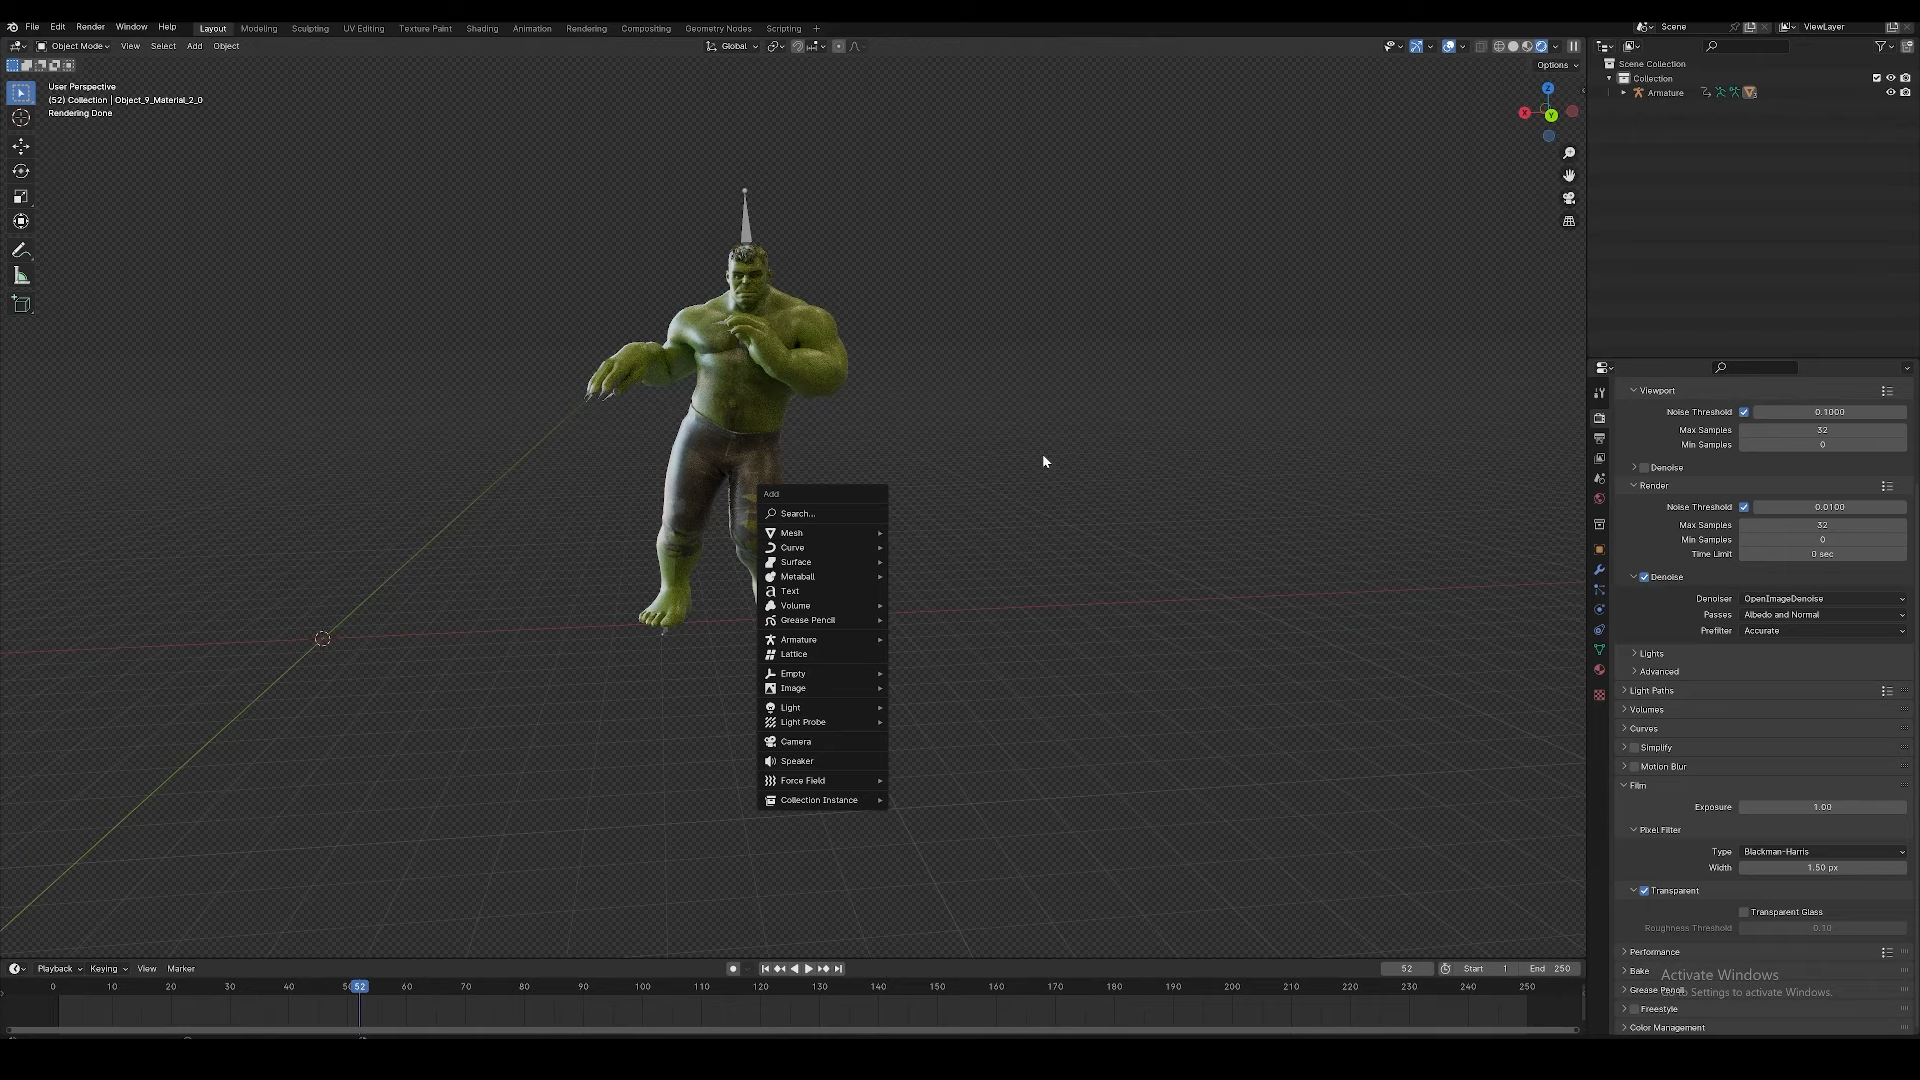 File Edit Render Window Help Layout Modeling Sculpting UV Editing Texture Paint Shading Animation Rendering Compositing Geometry Nodes Scripting +
Scene
ViewLayer
Object Mode View Select Add Object
Global
Options
User Perspective
(52) Collection | Object_9_Material_2_0
Rendering Done
X
Y
Z
Scene Collection
Collection
Armature
Add
Search...
Mesh
Curve
Surface
Metaball
Text
Volume
Grease Pencil
Armature
Lattice
Empty
Image
Light
Light Probe
Camera
Speaker
Force Field
Collection Instance
Viewport
Noise Threshold 0.1000
Max Samples 32
Min Samples 0
Denoise
Render
Noise Threshold 0.0100
Max Samples 32
Min Samples 0
Time Limit 0 sec
Denoise
Denoiser OpenImageDenoise
Passes Albedo and Normal
Prefilter Accurate
Lights
Advanced
Light Paths
Volumes
Curves
Simplify
Motion Blur
Film
Exposure 1.00
Pixel Filter
Type Blackman-Harris
Width 1.50 px
Transparent
Transparent Glass
Roughness Threshold 0.10
Performance
Bake
Grease Pencil
Freestyle
Color Management
Activate Windows
Go to Settings to activate Windows.
Playback Keying View Marker
52 Start 1 End 250
0 10 20 30 40 52 60 70 80 90 100 110 120 130 140 150 160 170 180 190 200 210 220 230 240 250